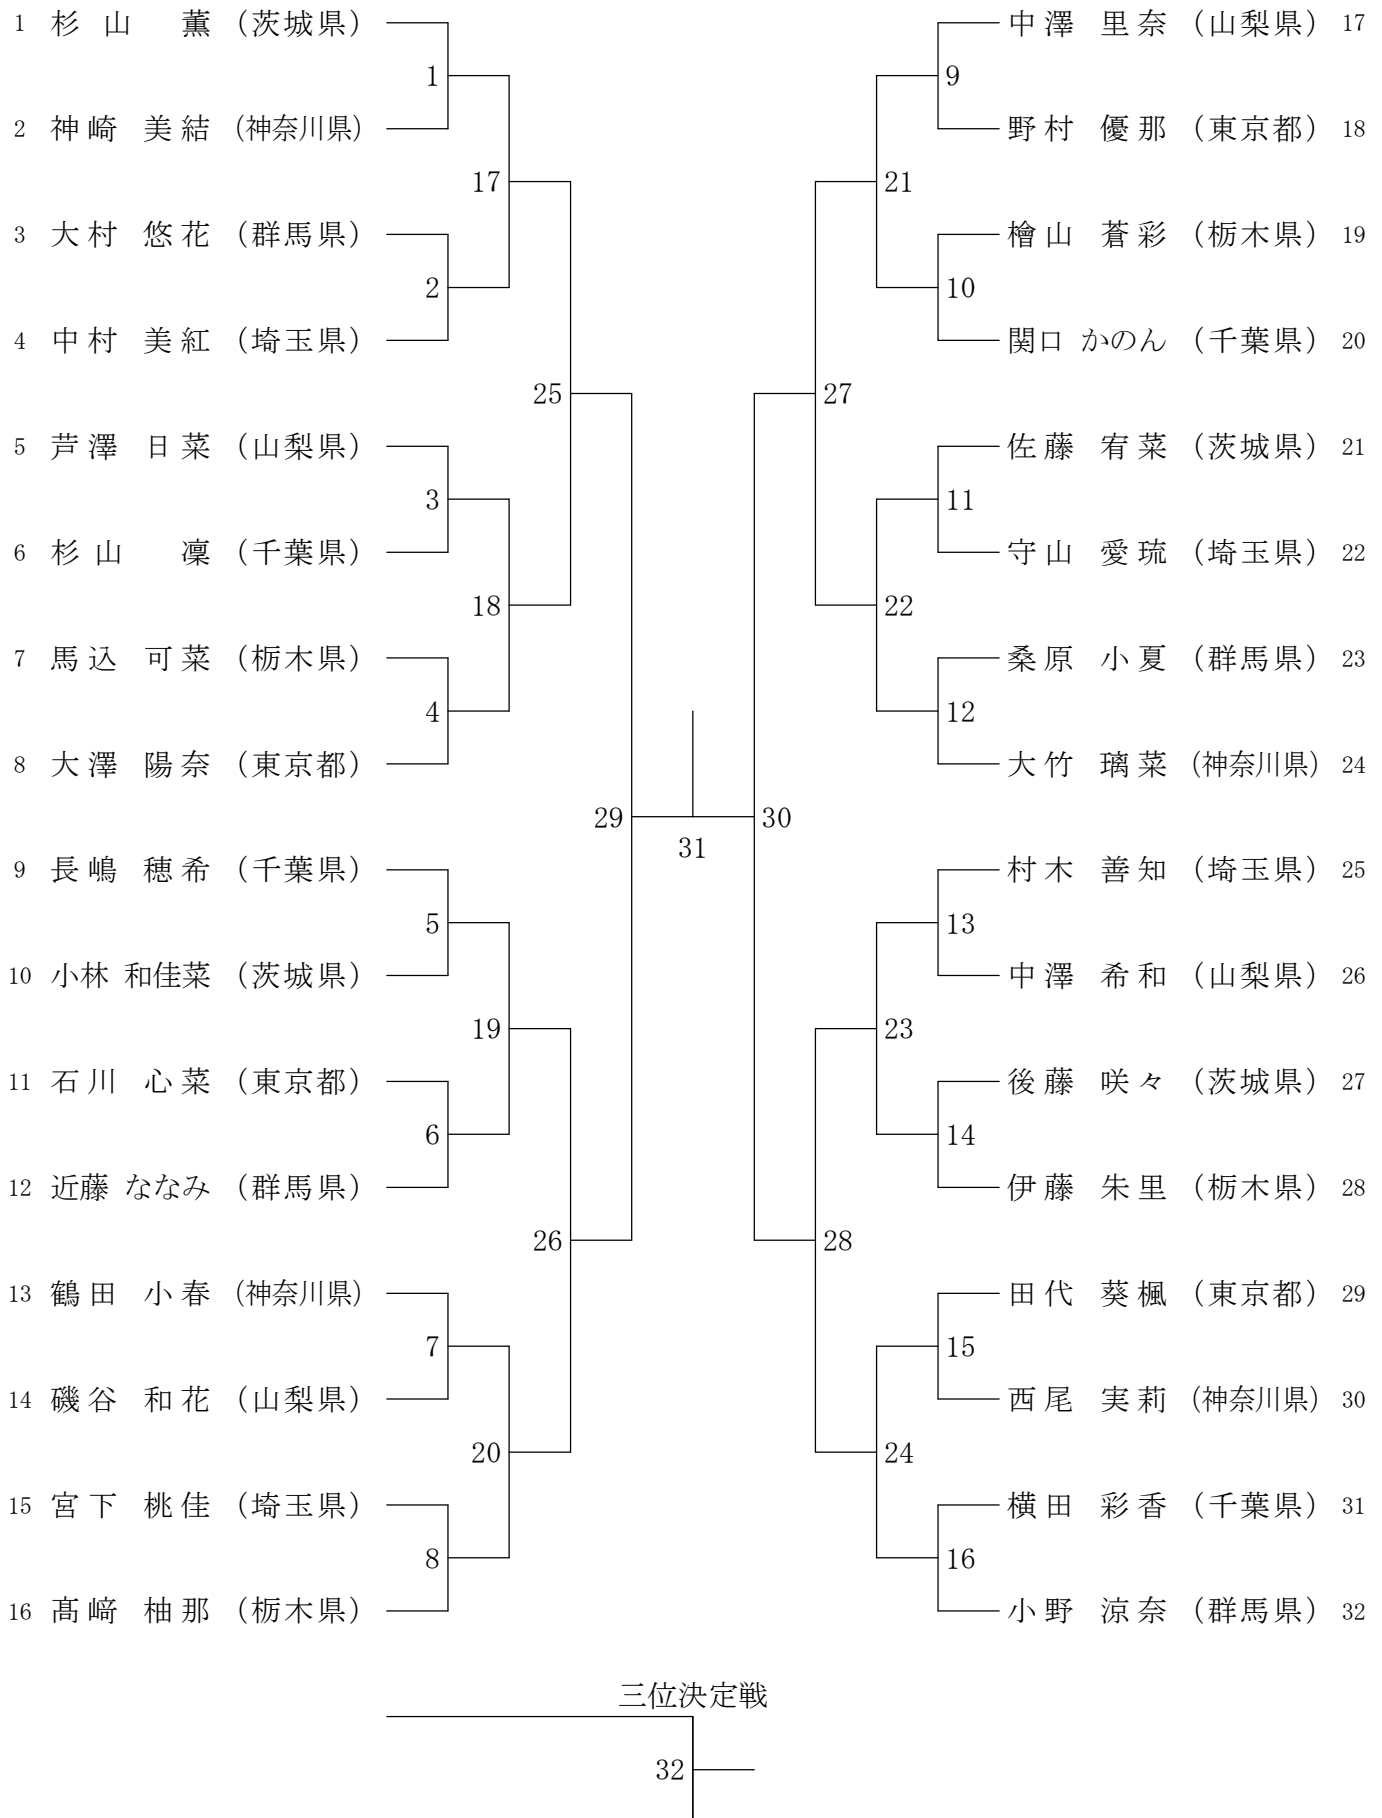 1 杉山 薫 (茨城県)
1
2 神崎 美結 (神奈川県)
17
3 大村 悠花 (群馬県)
2
4 中村 美紅 (埼玉県)
25
5 芦澤 日菜 (山梨県)
3
6 杉山 凜 (千葉県)
18
7 馬込 可菜 (栃木県)
4
8 大澤 陽奈 (東京都)
29
9 長嶋 穂希 (千葉県)
5
10 小林 和佳菜 (茨城県)
19
11 石川 心菜 (東京都)
6
12 近藤 ななみ (群馬県)
26
13 鶴田 小春 (神奈川県)
7
14 磯谷 和花 (山梨県)
20
15 宮下 桃佳 (埼玉県)
8
16 髙﨑 柚那 (栃木県)
31
中澤 里奈 (山梨県) 17
9
野村 優那 (東京都) 18
21
檜山 蒼彩 (栃木県) 19
10
関口 かのん (千葉県) 20
27
佐藤 宥菜 (茨城県) 21
11
守山 愛琉 (埼玉県) 22
22
桑原 小夏 (群馬県) 23
12
大竹 璃菜 (神奈川県) 24
30
村木 善知 (埼玉県) 25
13
中澤 希和 (山梨県) 26
23
後藤 咲々 (茨城県) 27
14
伊藤 朱里 (栃木県) 28
28
田代 葵楓 (東京都) 29
15
西尾 実莉 (神奈川県) 30
24
横田 彩香 (千葉県) 31
16
小野 涼奈 (群馬県) 32
三位決定戦
32